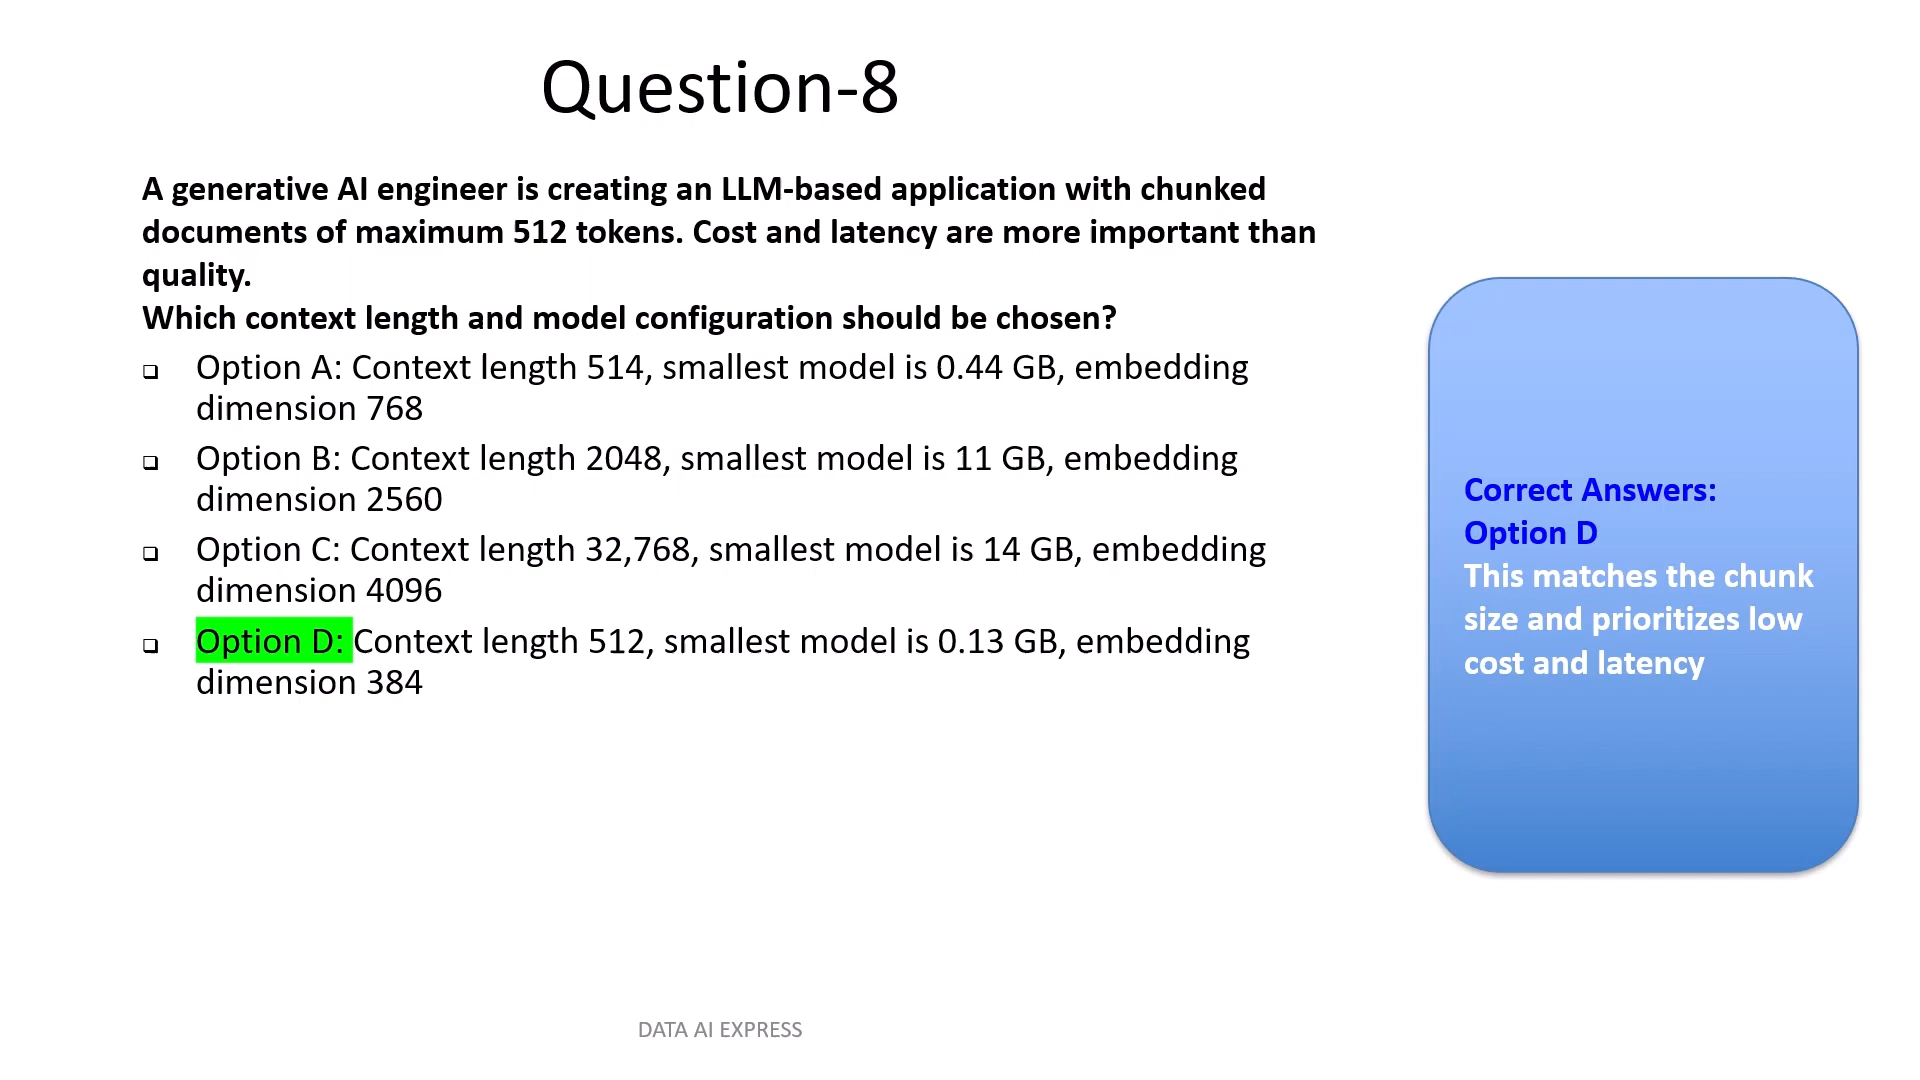 Question-8
A generative AI engineer is creating an LLM-based application with chunked
documents of maximum 512 tokens. Cost and latency are more important than
quality.
Which context length and model configuration should be chosen?
Option A: Context length 514, smallest model is 0.44 GB, embedding
dimension 768
Option B: Context length 2048, smallest model is 11 GB, embedding
dimension 2560
Option C: Context length 32,768, smallest model is 14 GB, embedding
dimension 4096
Option D: Context length 512, smallest model is 0.13 GB, embedding
dimension 384
Correct Answers:
Option D
This matches the chunk
size and prioritizes low
cost and latency
DATA AI EXPRESS